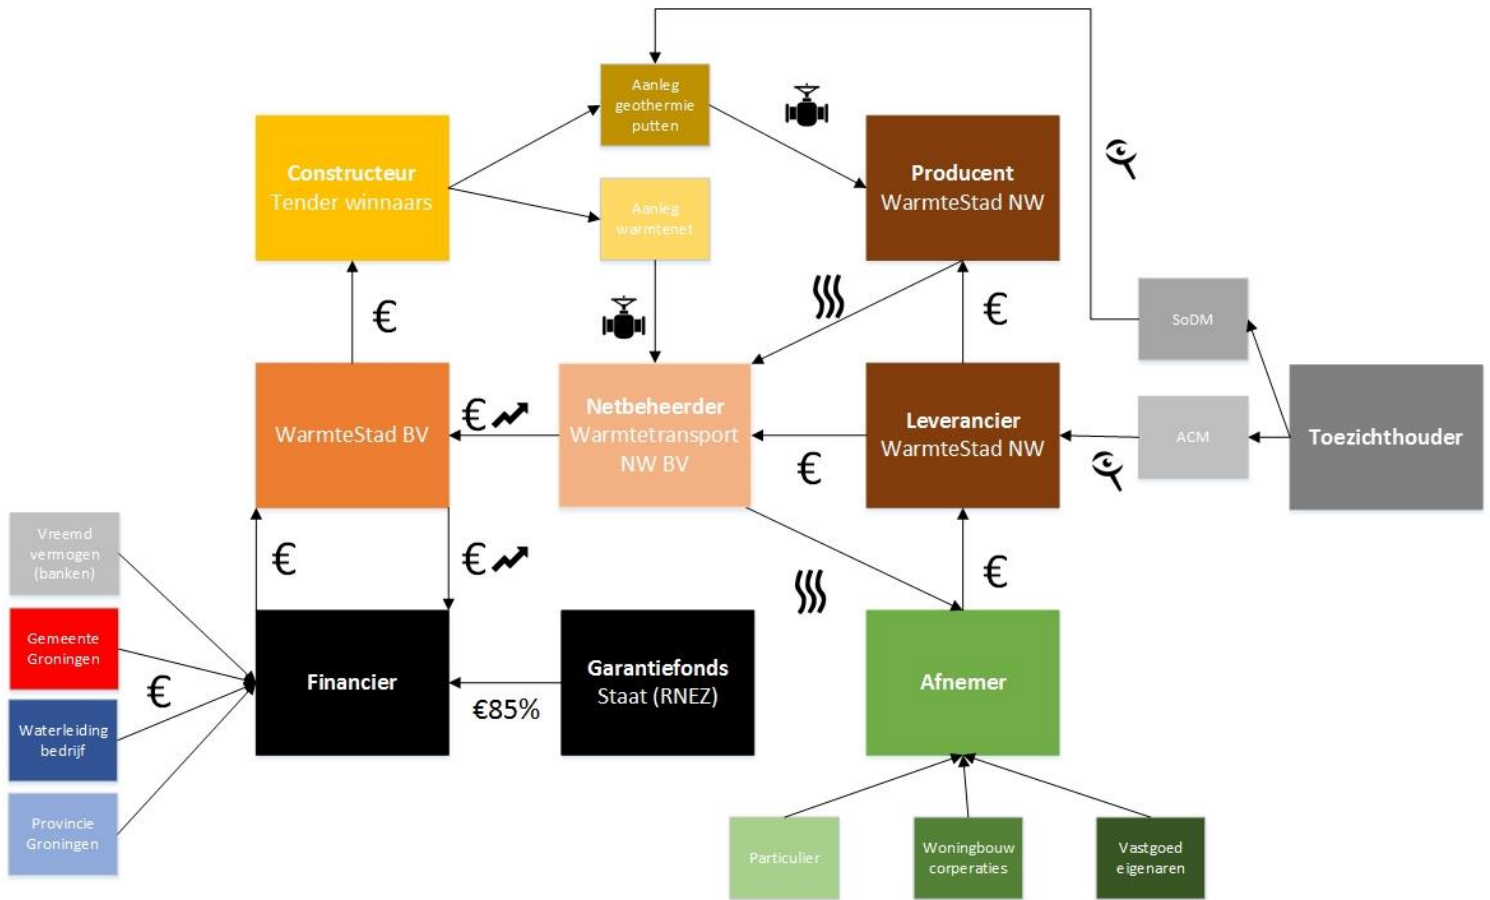 Aanleg
geothermie
putten
Constructeur
Tender winnaars
Producent
WarmteStad NW
Aanleg
warmtenet
€
€
SoDM
WarmteStad BV
€
Netbeheerder
Warmtetransport
NW BV
€
Leverancier
WarmteStad NW
ACM
Toezichthouder
Vreemd
vermogen
(banken)
€
€
€
Gemeente
Groningen
€
Waterleiding
bedrijf
Provincie
Groningen
Financier
€85%
Garantiefonds
Staat (RNEZ)
Afnemer
Particulier
Woningbouw
corperaties
Vastgoed
eigenaren